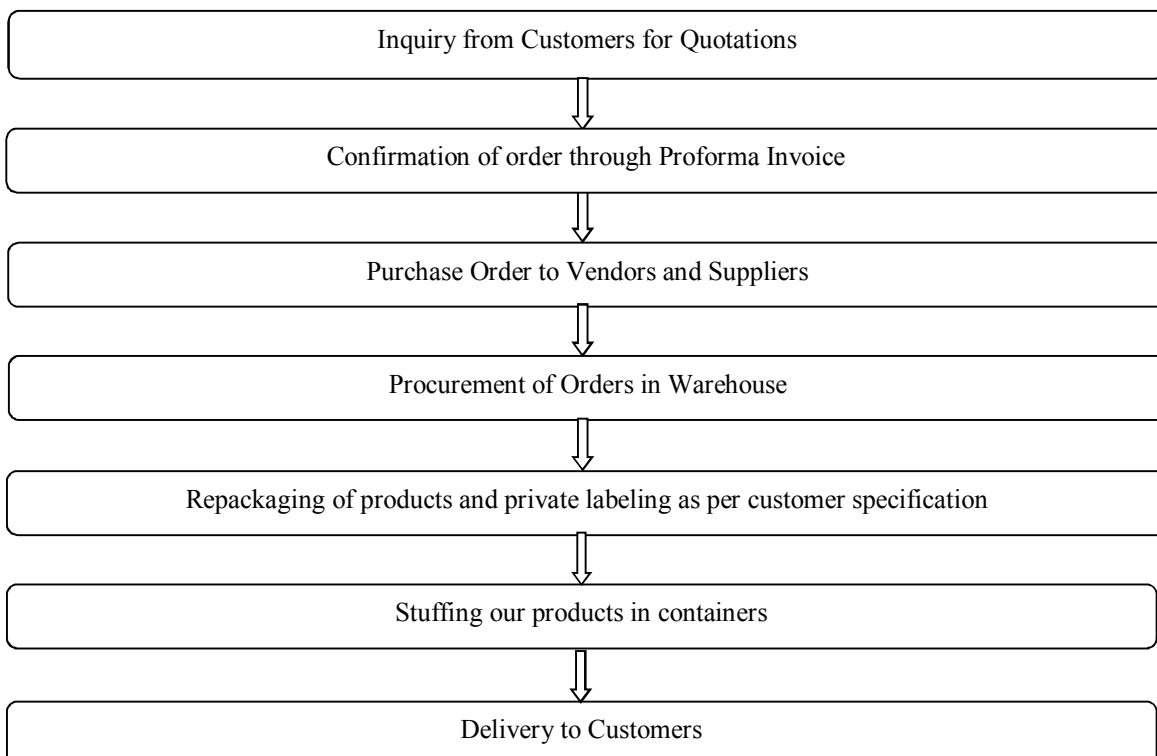 Inquiry from Customers for Quotations
Confirmation of order through Proforma Invoice
Purchase Order to Vendors and Suppliers
Procurement of Orders in Warehouse
Repackaging of products and private labeling as per customer specification
Stuffing our products in containers
Delivery to Customers